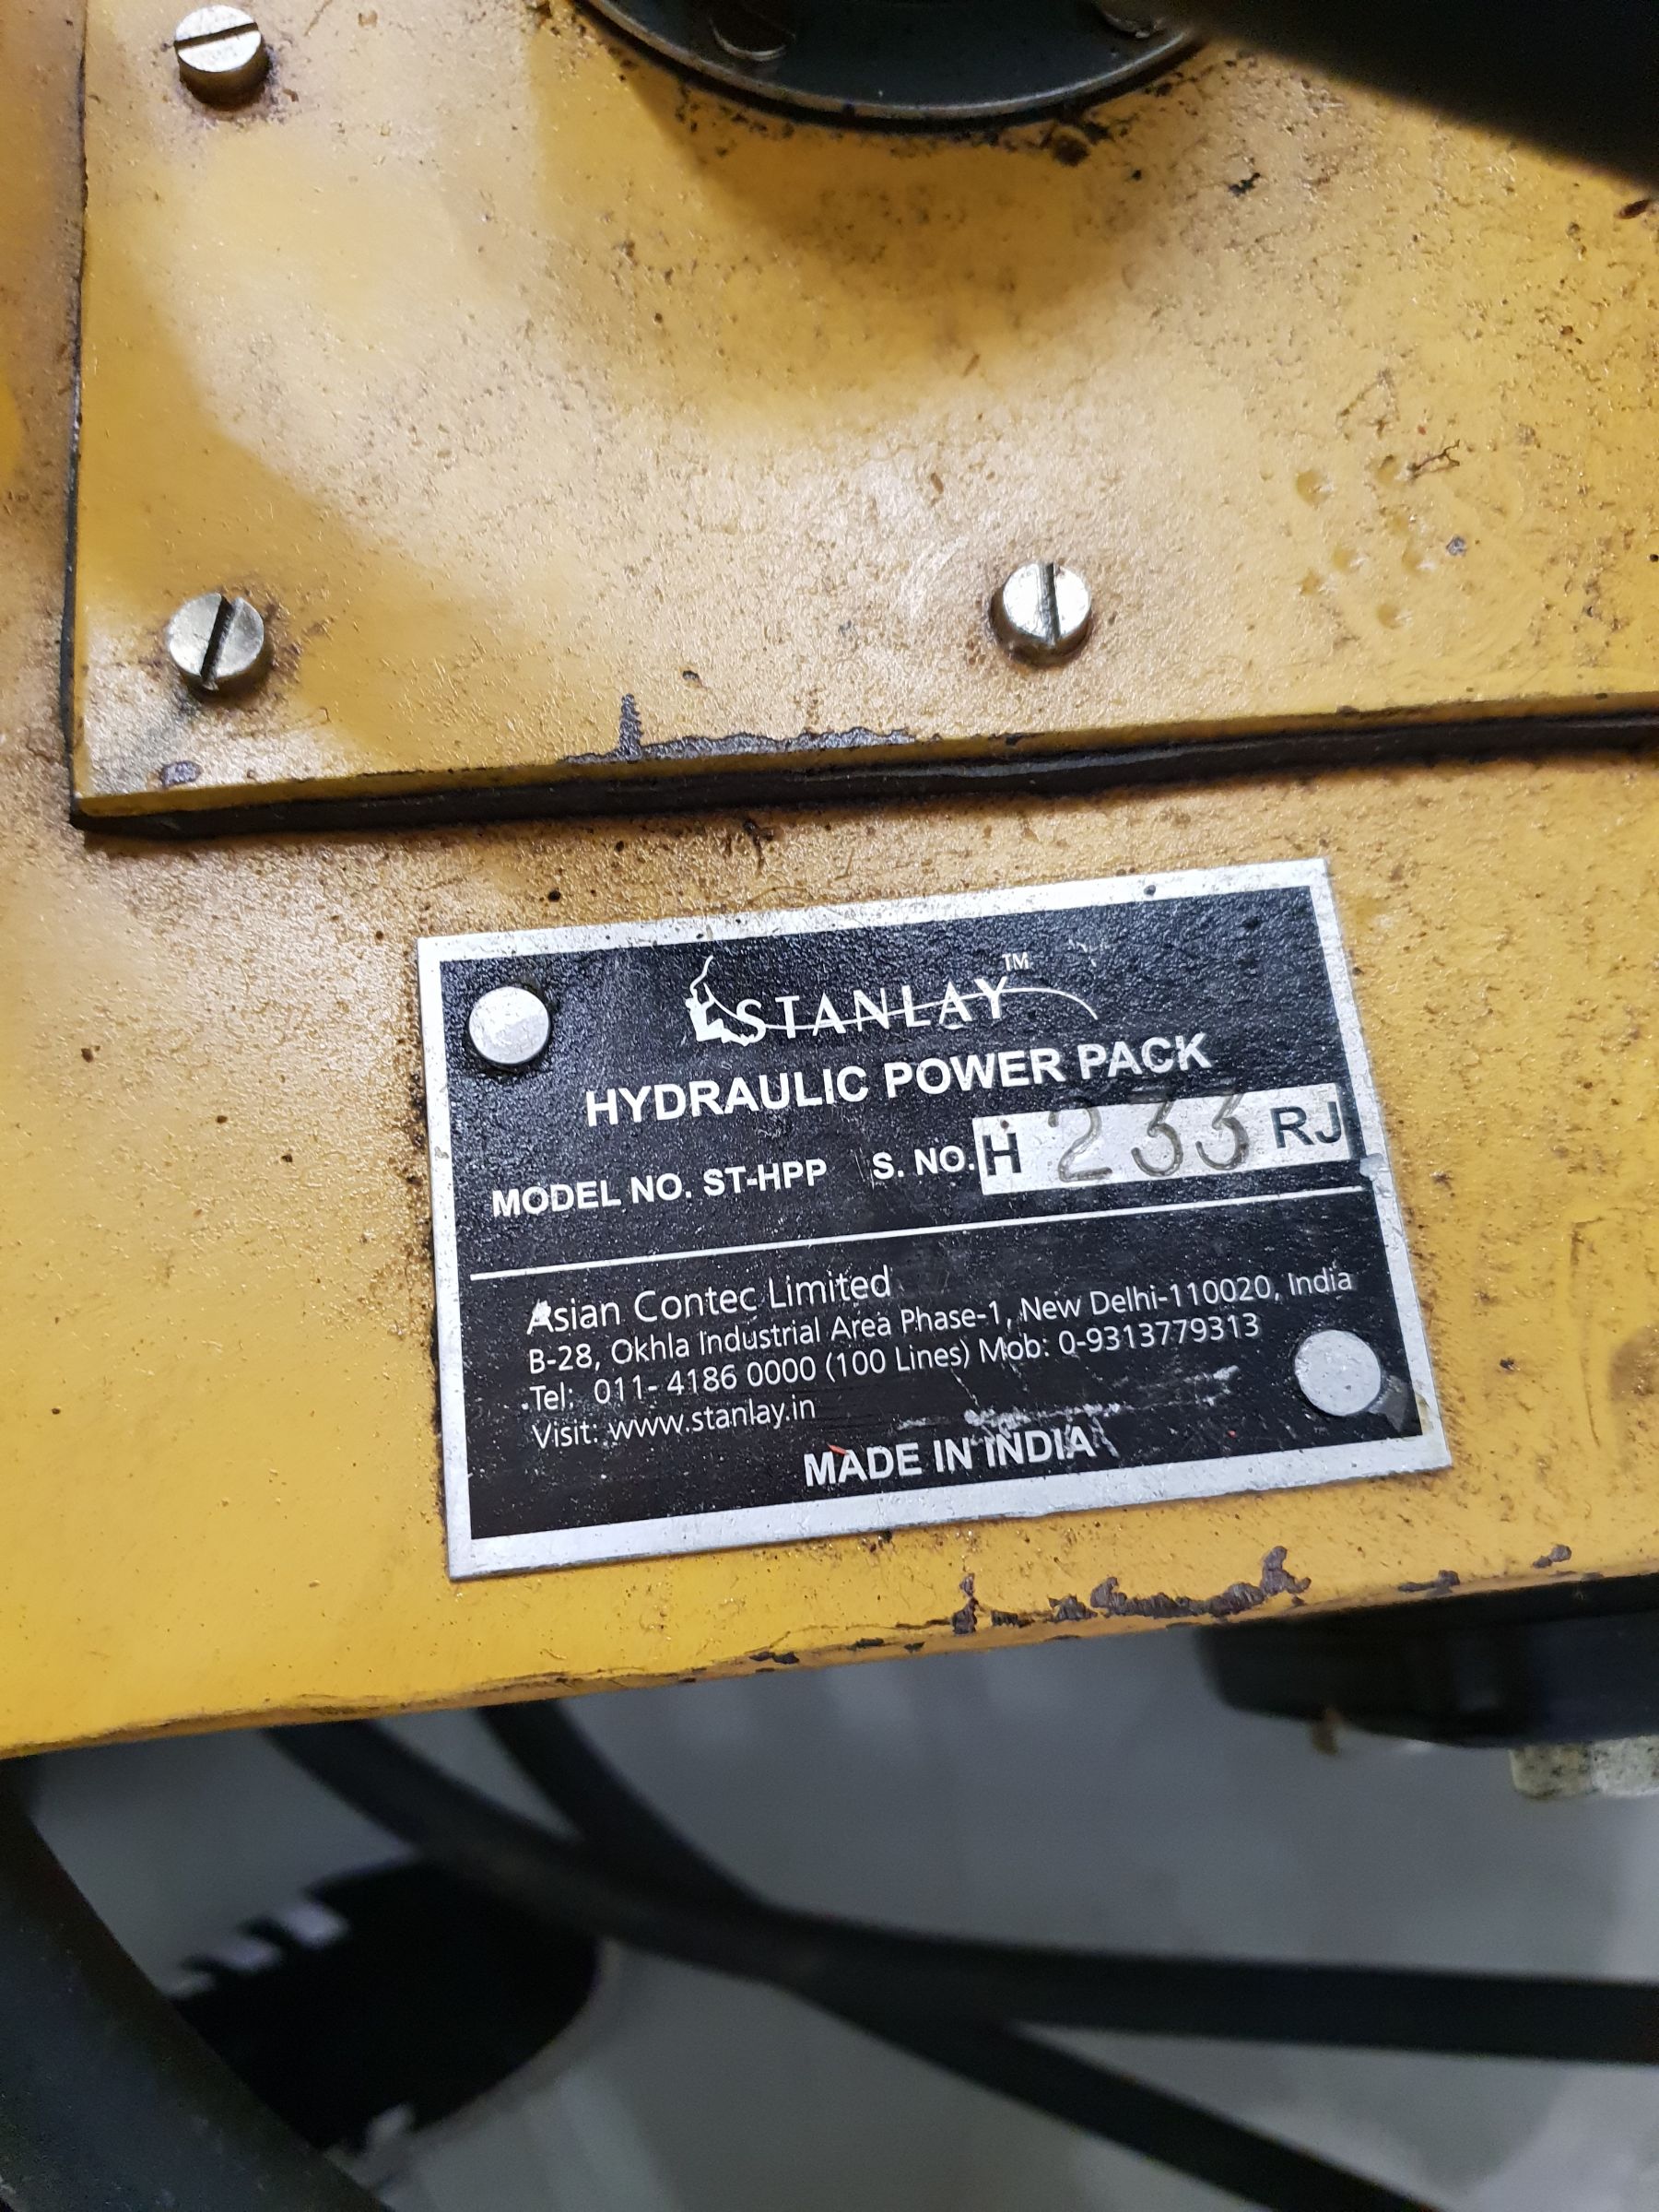 STANLAY™
HYDRAULIC POWER PACK
MODEL NO. ST-HPP S. NO. H 233 RJ
Asian Contec Limited
B-28, Okhla Industrial Area Phase-1, New Delhi-110020, India
Tel: 011- 4186 0000 (100 Lines) Mob: 0-9313779313
Visit: www.stanlay.in
MADE IN INDIA